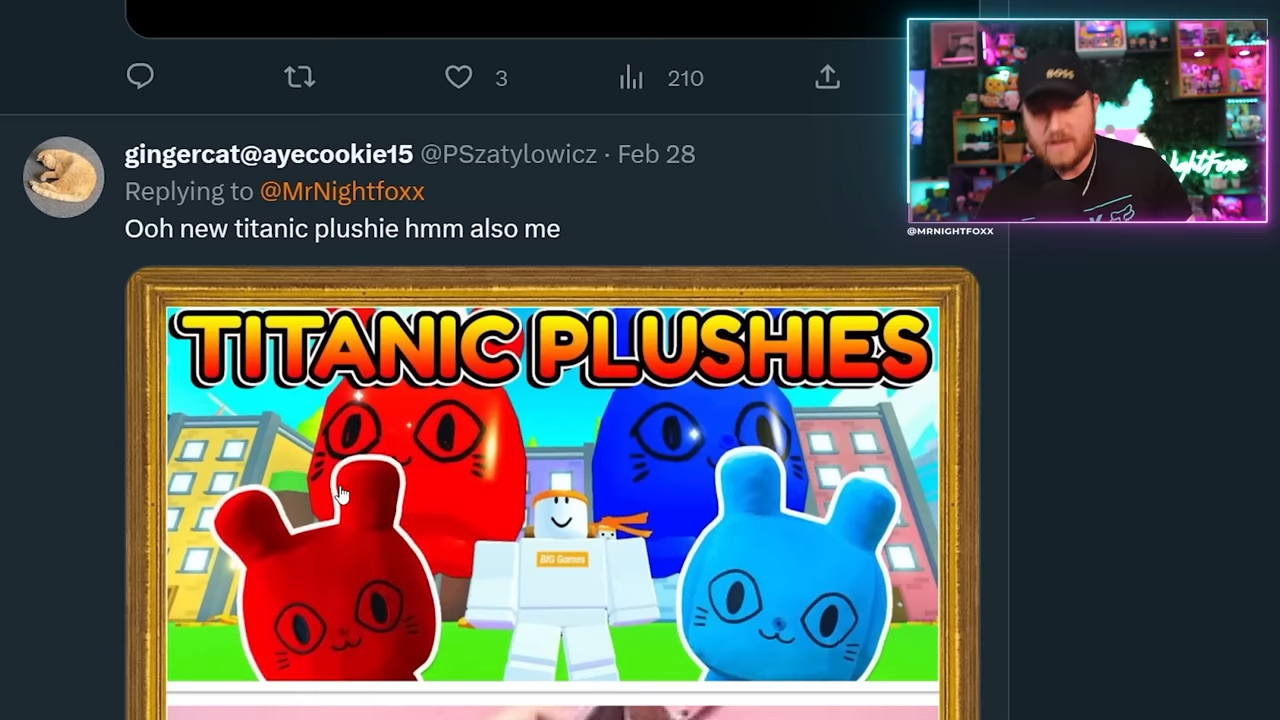 3 210
BOSS
gingercat@ayecookie15 @PSzatylowicz · Feb 28
Replying to @MrNightfoxx
Ooh new titanic plushie hmm also me
@MRNIGHTFOXX
TITANIC PLUSHIES
BIG Games